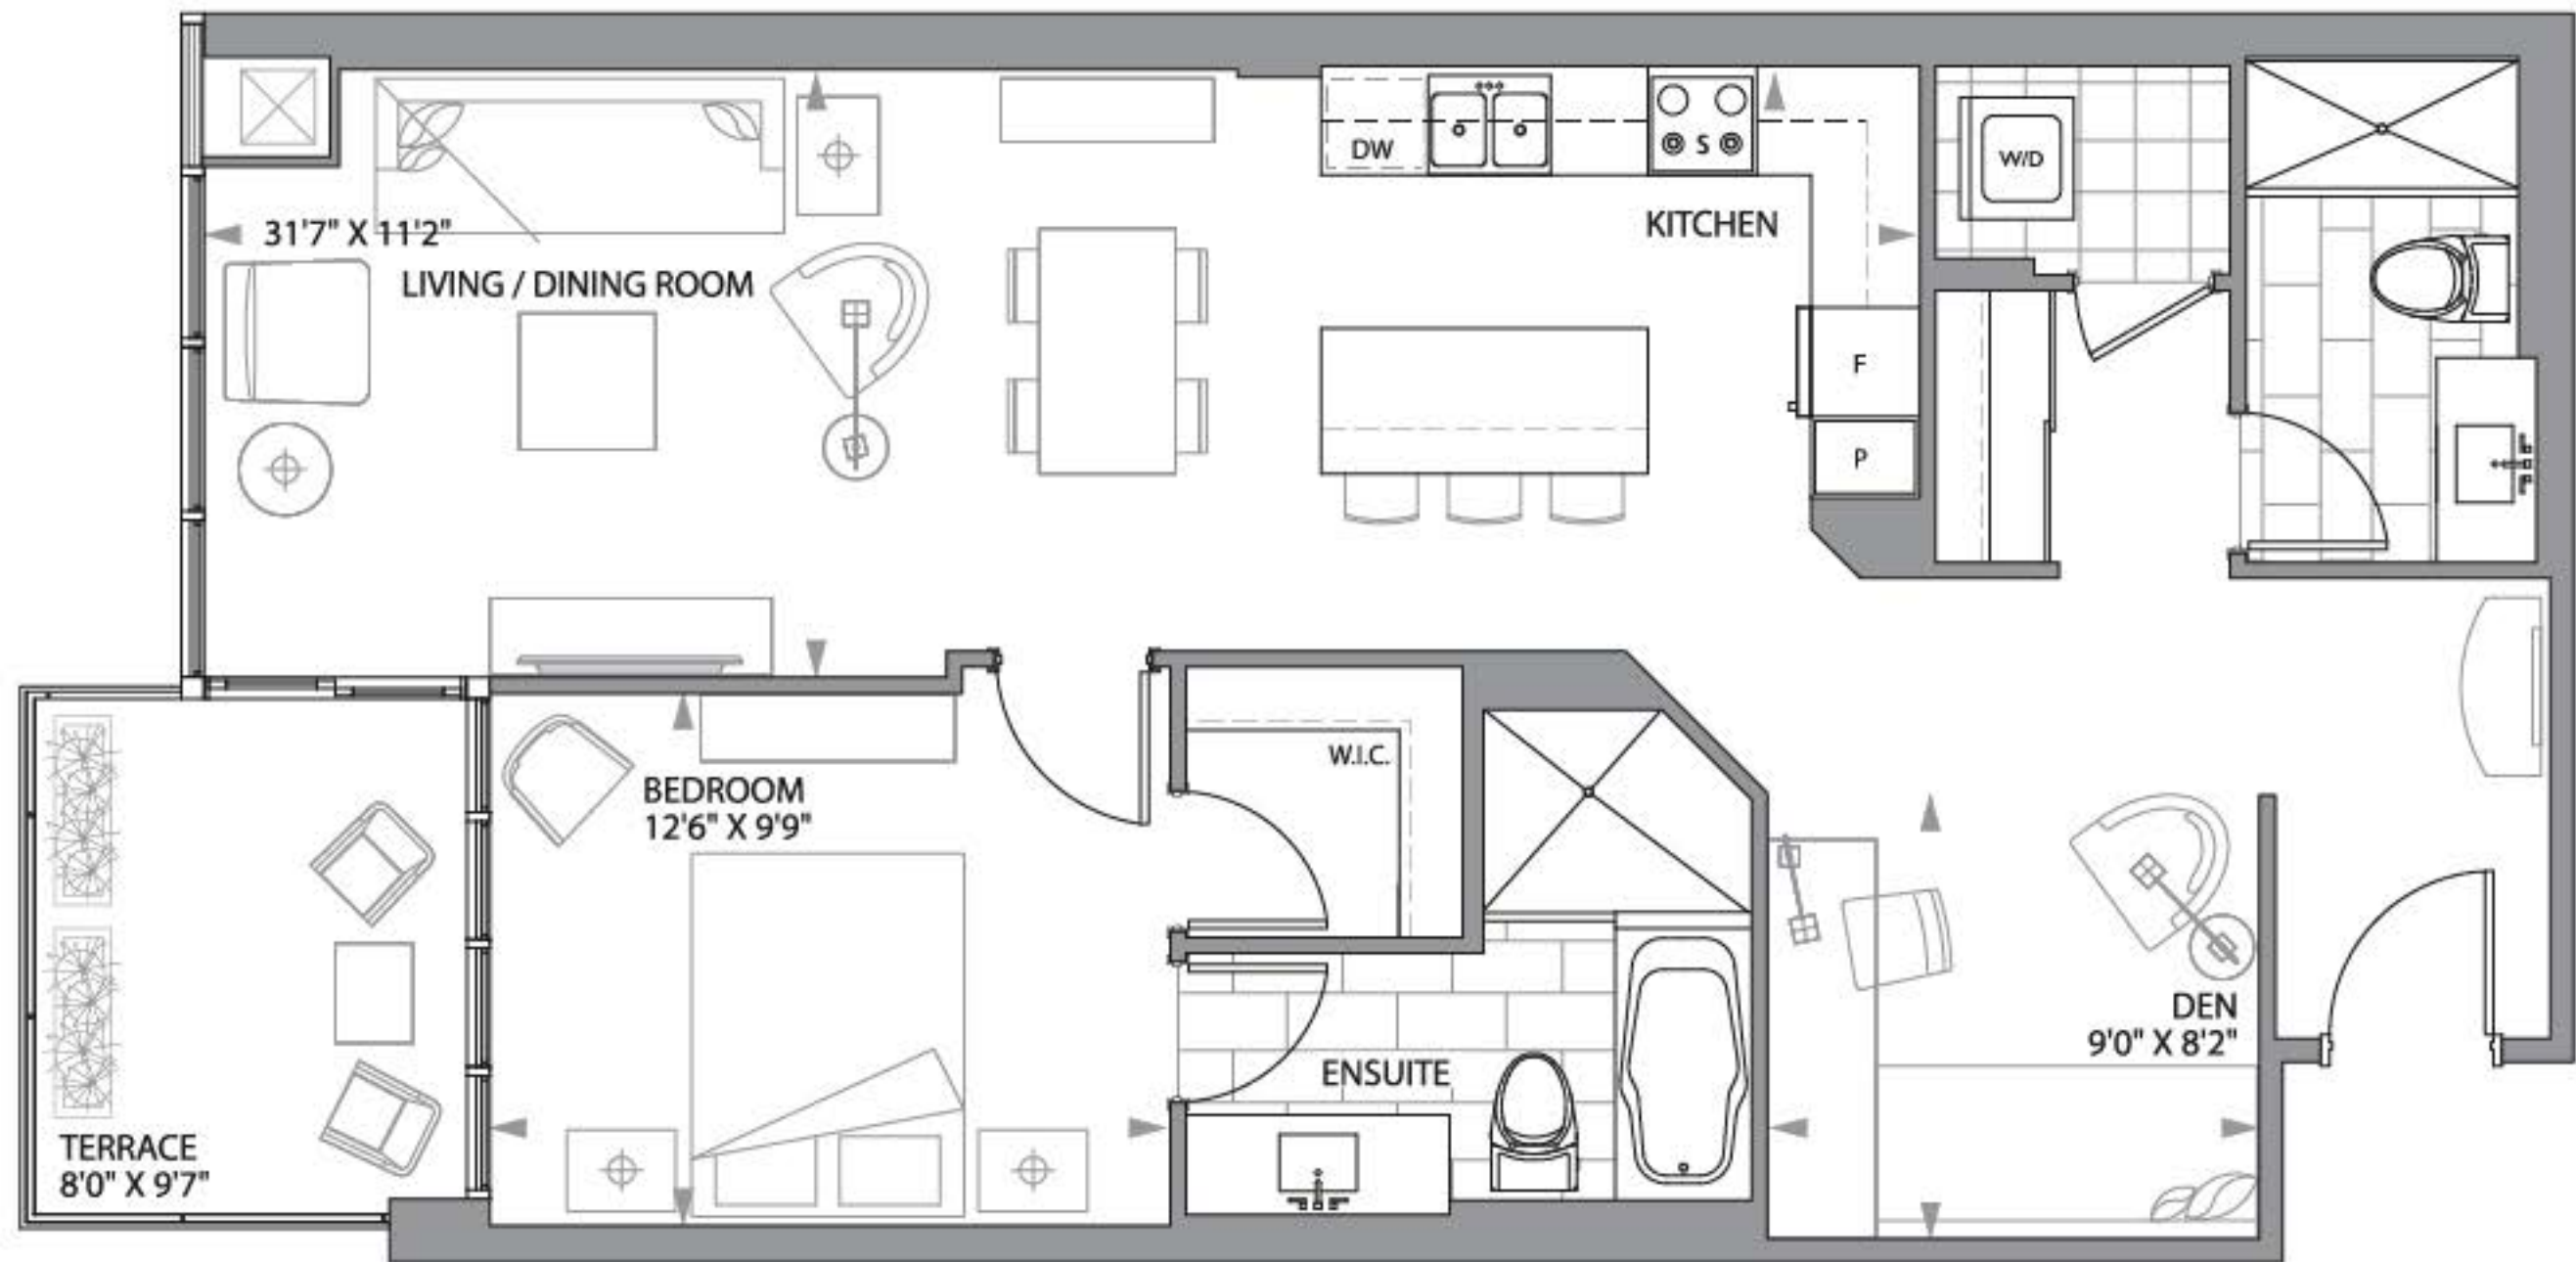 DW
S
W/D
KITCHEN
31'7" X 11'2"
LIVING / DINING ROOM
F
P
W.I.C.
BEDROOM
12'6" X 9'9"
DEN
9'0" X 8'2"
ENSUITE
TERRACE
8'0" X 9'7"